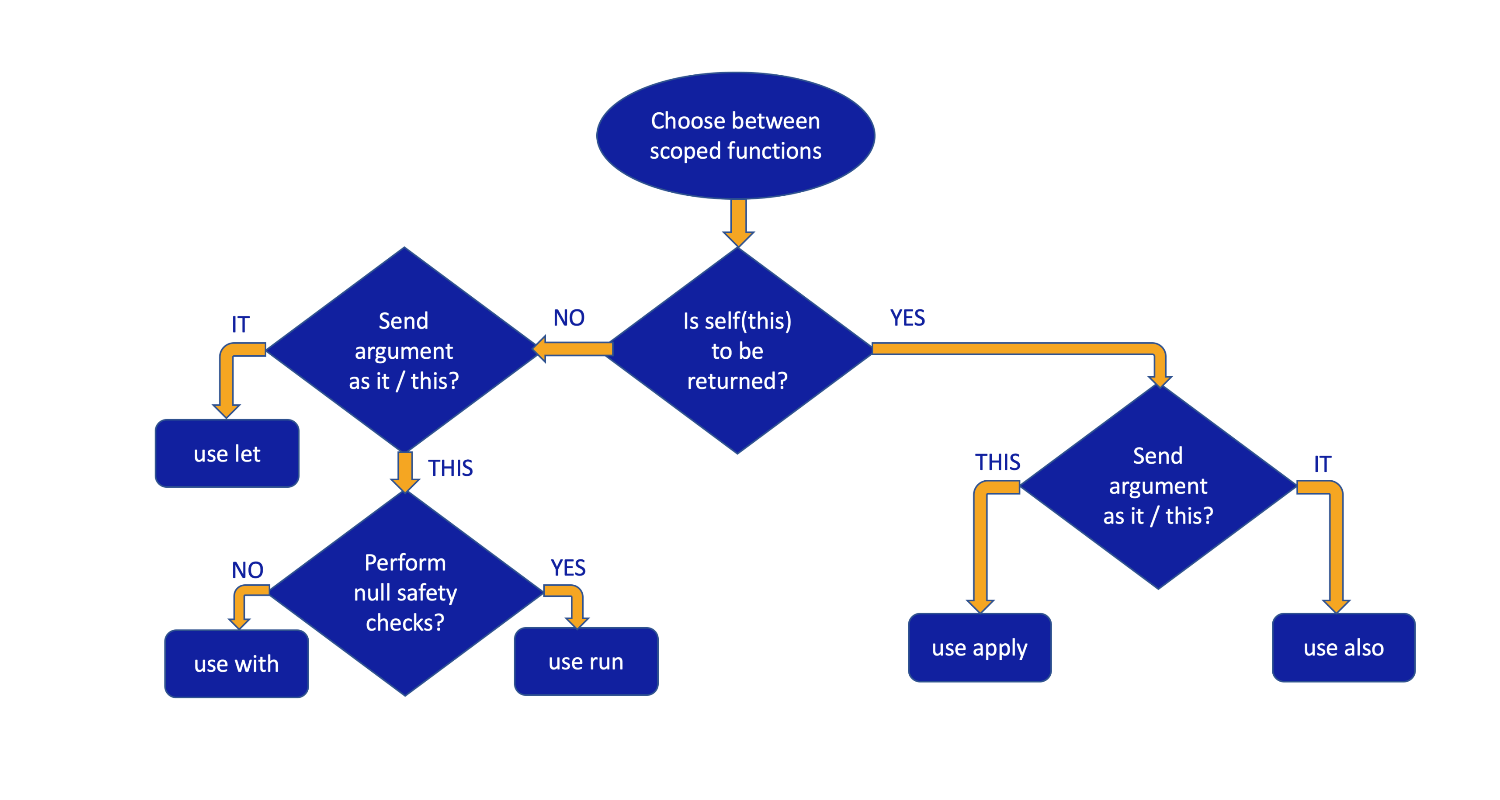 Choose between
scoped functions
Is self(this)
to be
returned?
NO
YES
Send
argument
as it / this?
IT
use let
THIS
Perform
null safety
checks?
NO
use with
YES
use run
Send
argument
as it / this?
THIS
use apply
IT
use also